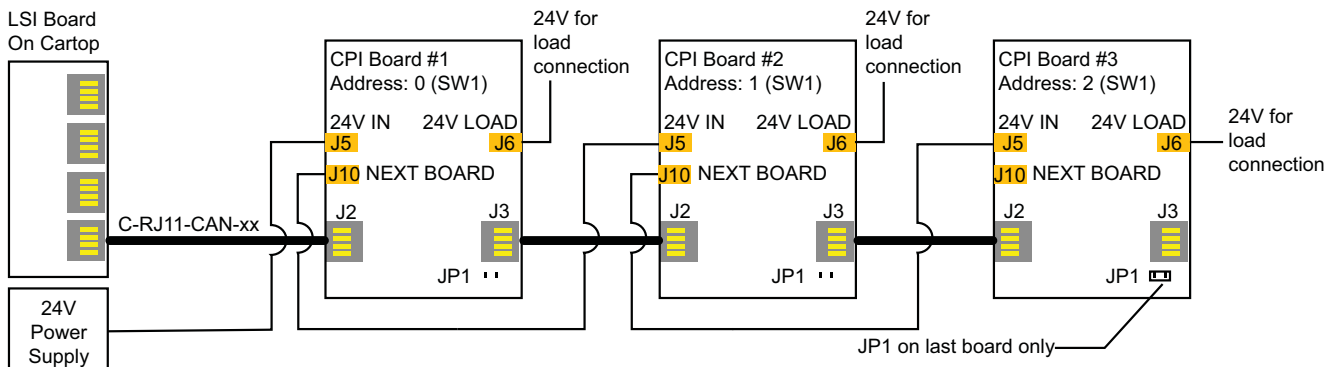 LSI Board
On Cartop
C-RJ11-CAN-xx
24V
Power
Supply
CPI Board #1
Address: 0 (SW1)
24V IN
24V LOAD
J5
J6
J10 NEXT BOARD
J2
J3
JP1
24V for
load
connection
CPI Board #2
Address: 1 (SW1)
24V IN
24V LOAD
J5
J6
J10 NEXT BOARD
J2
J3
JP1
24V for
load
connection
CPI Board #3
Address: 2 (SW1)
24V IN
24V LOAD
J5
J6
J10 NEXT BOARD
J2
J3
JP1
24V for
load
connection
JP1 on last board only